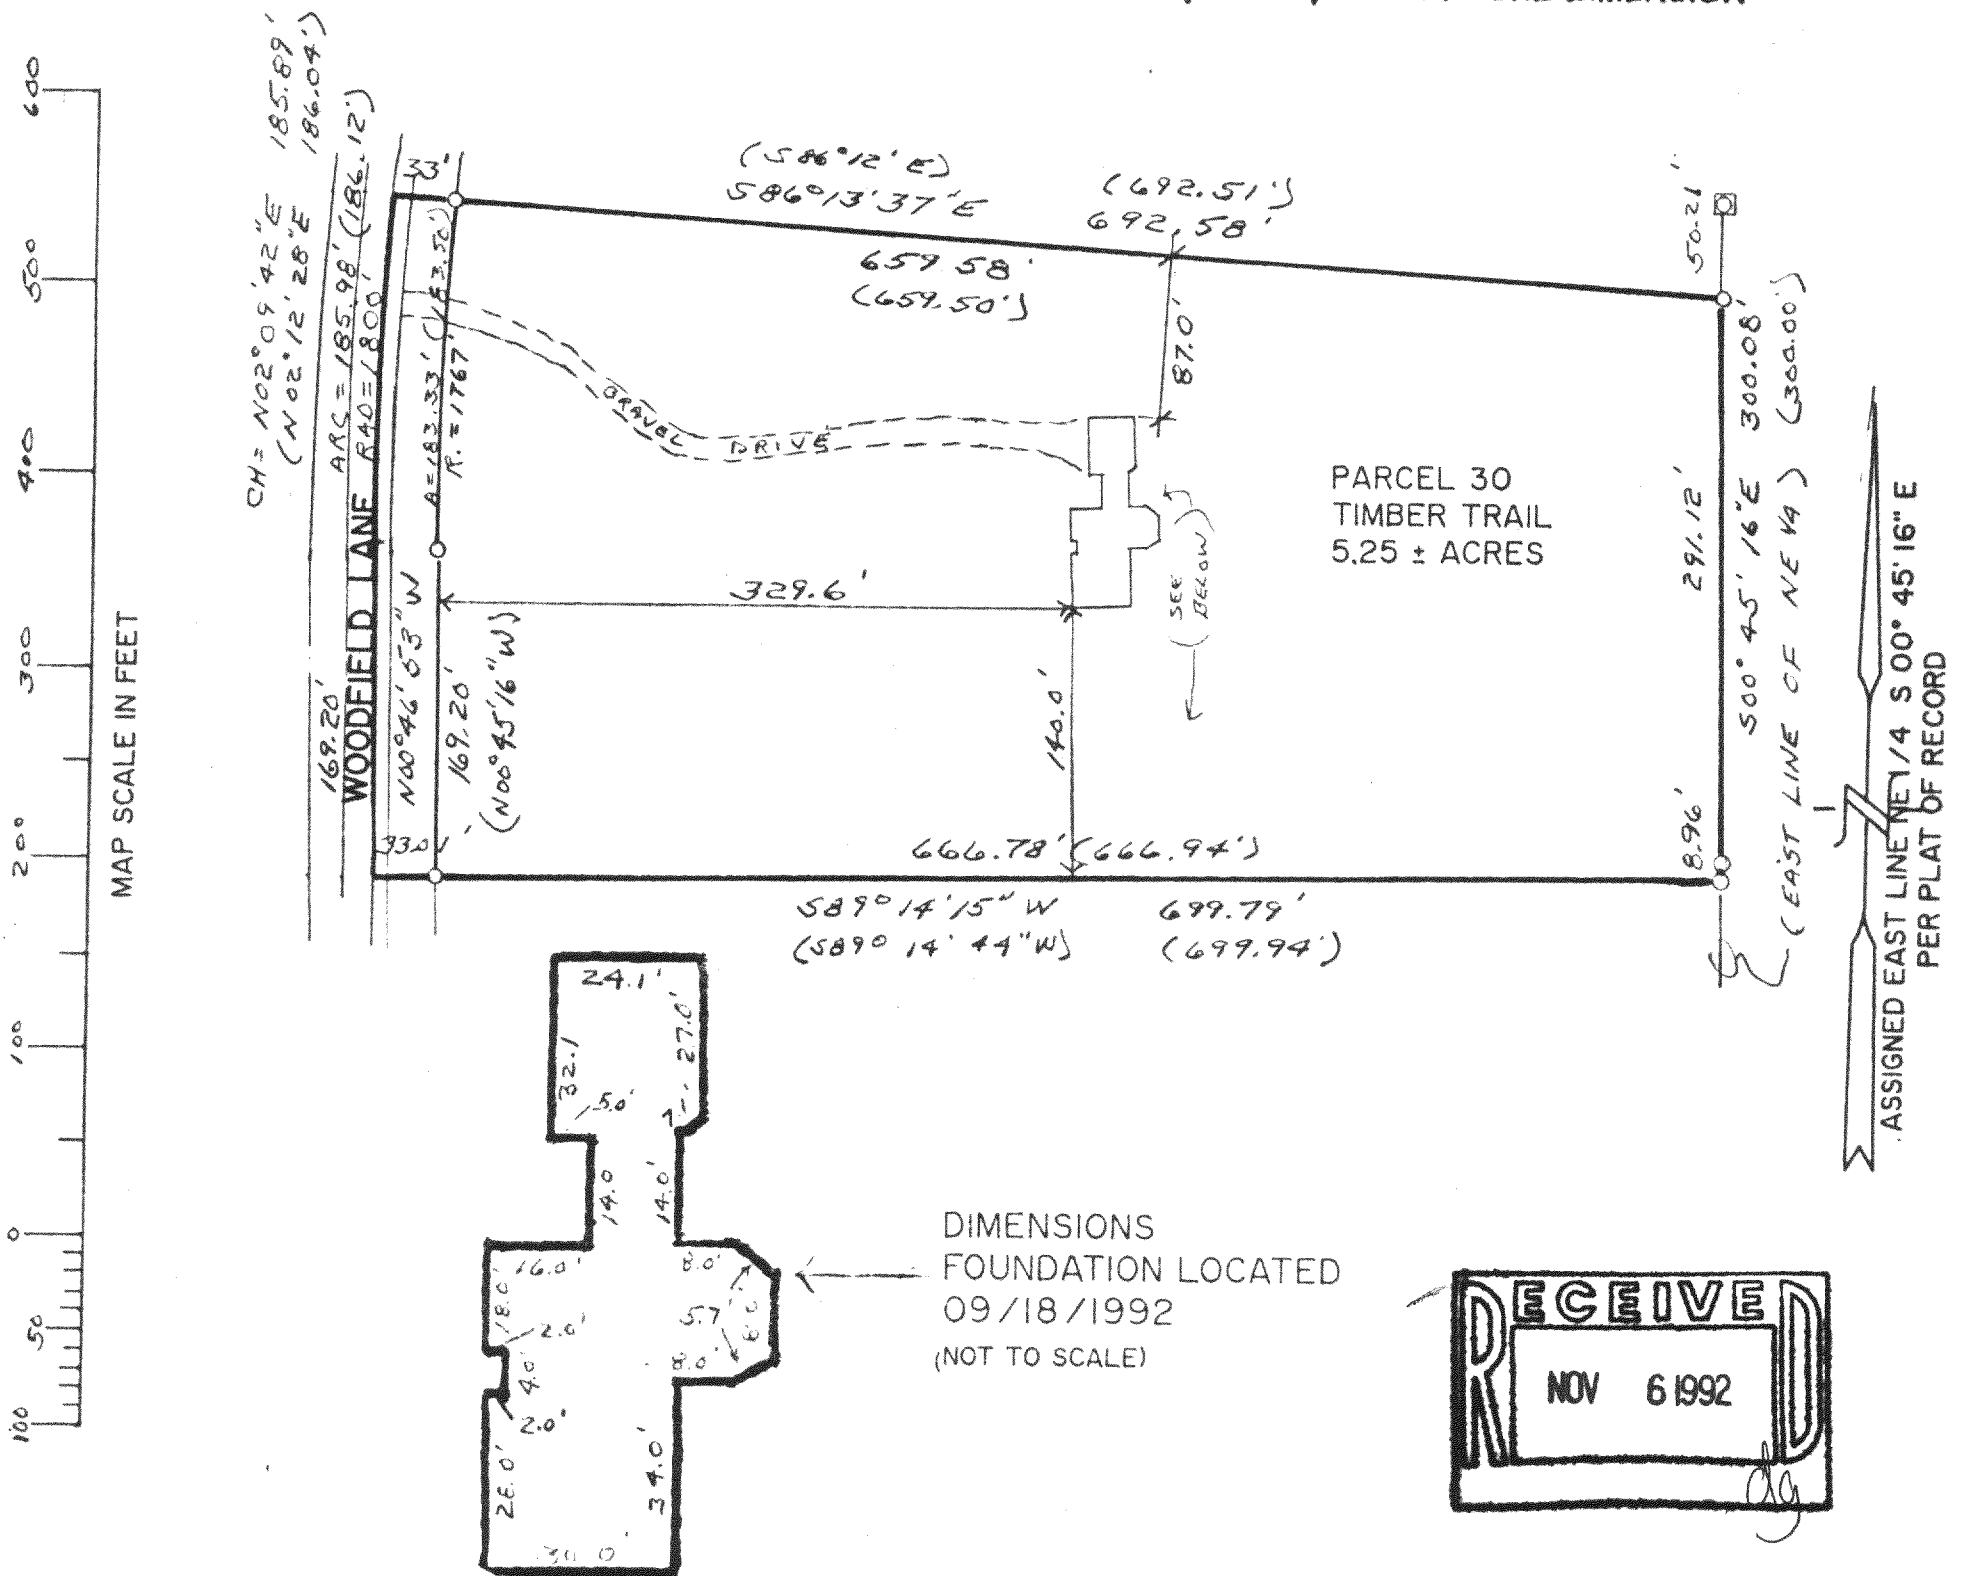 600
500
400
300
200
100
0
50
100
MAP SCALE IN FEET
CH = N02°09'42"E 185.89'
(N02°12'28"E 186.04')
ARC = 185.98' (186.12')
RAD = 1800'
WOODFIELD LANE
169.20'
33'
A = 183.33' (183.50')
R. = 1767'
N00°46'53" W
169.20'
(N00°45'16"W)
33.01'
(S86°12'E)
S86°13'37"E
(692.51')
692.58'
659.58'
(659.50')
87.0'
GRAVEL DRIVE
329.6'
140.0'
(SEE
BELOW)
PARCEL 30
TIMBER TRAIL
5.25 ± ACRES
50.21'
300.08'
(300.00')
291.12'
S00° 45' 16"E
(EAST LINE OF NE 1/4)
8.96'
666.78' (666.94')
S89°14'15" W 699.79'
(S89° 14' 44"W) (699.94')
ASSIGNED EAST LINE NE 1/4 S 00° 45' 16" E
PER PLAT OF RECORD
24.1'
32.1
27.0'
5.0'
14.0
14.0'
16.0'
8.0'
18.0'
5.7
8.0
2.0'
8.0'
4.0'
2.0'
34.0'
30.0'
DIMENSIONS
FOUNDATION LOCATED
09/18/1992
(NOT TO SCALE)
RECEIVED
NOV 6 1992
dg